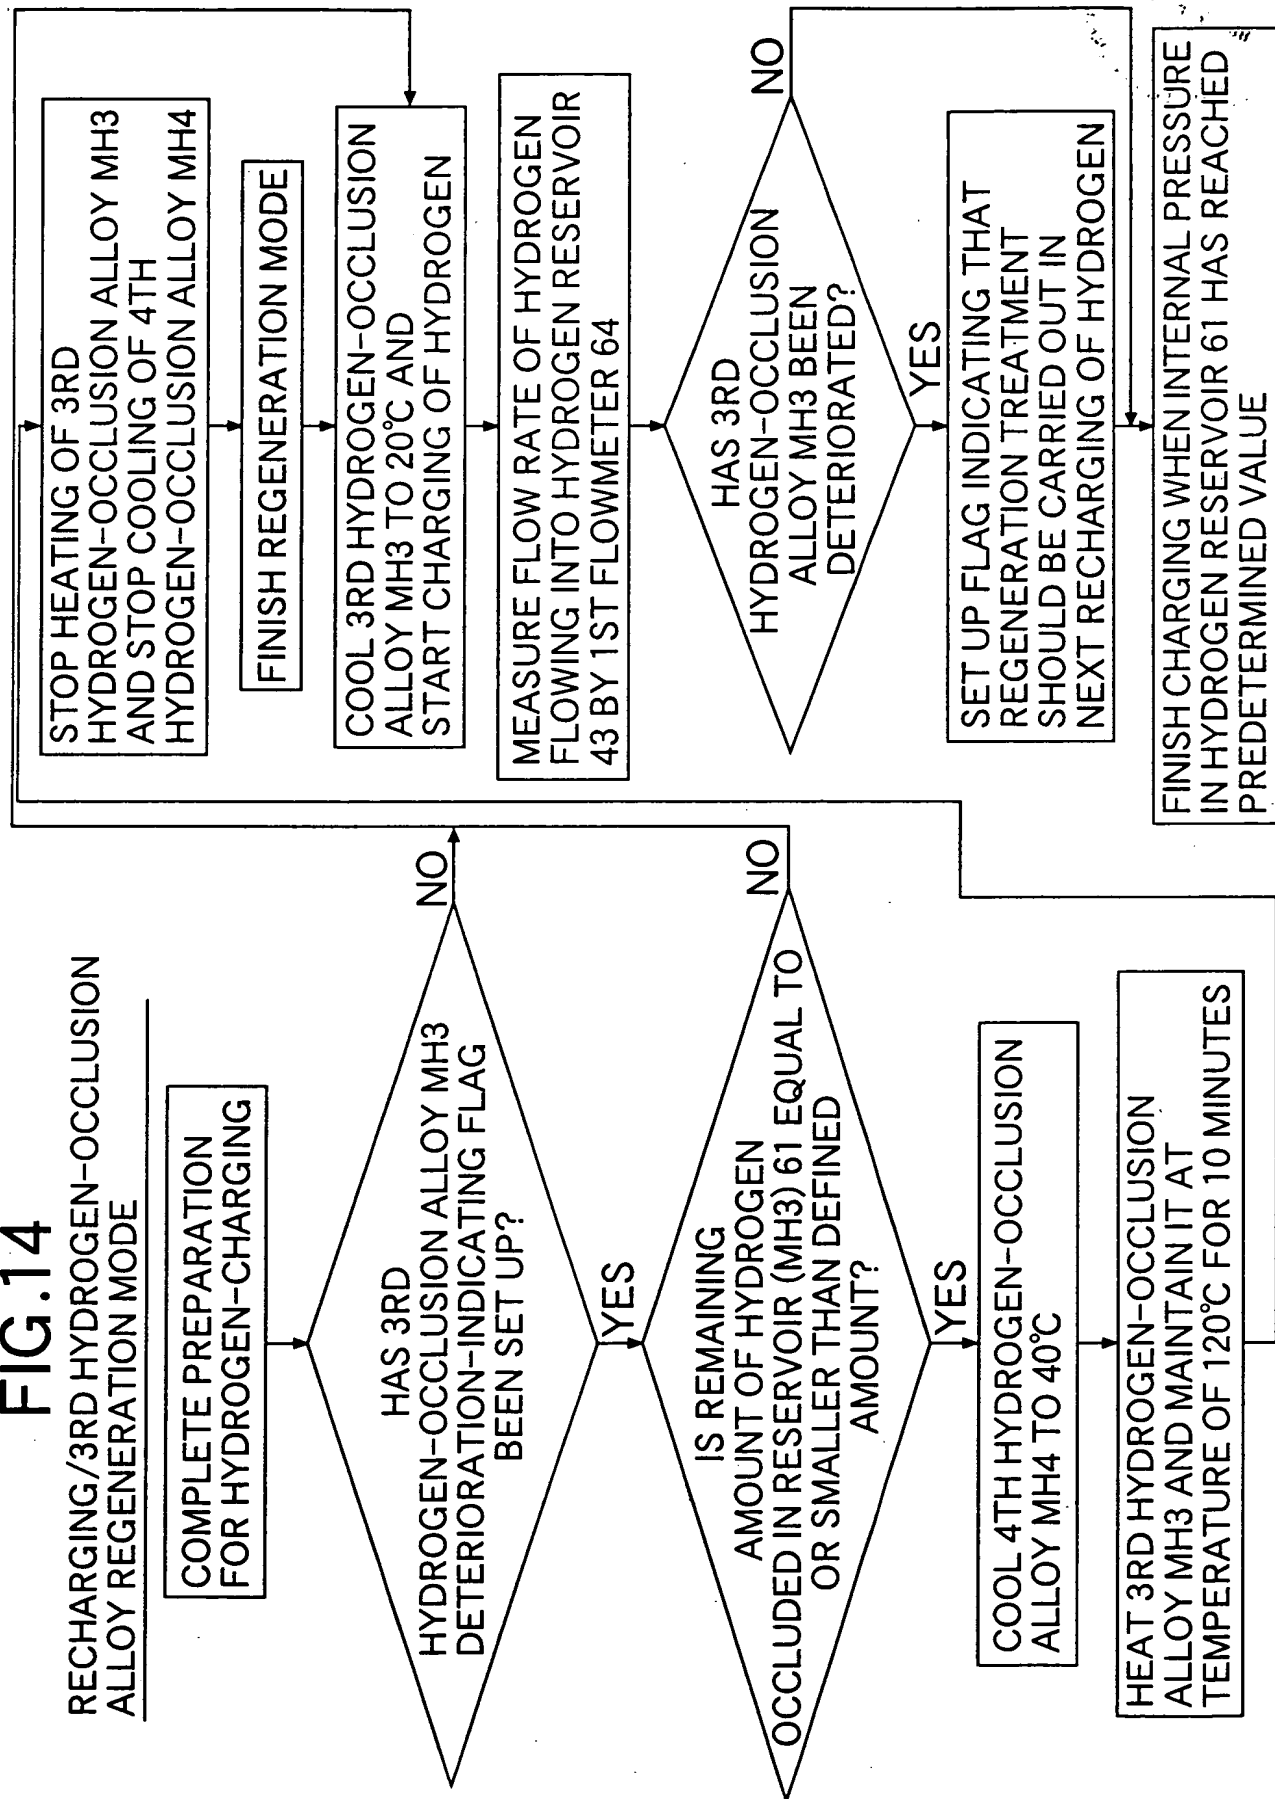 FIG.14
RECHARGING/3RD HYDROGEN-OCCLUSION
ALLOY REGENERATION MODE
COMPLETE PREPARATION
FOR HYDROGEN-CHARGING
HAS 3RD
HYDROGEN-OCCLUSION ALLOY MH3
DETERIORATION-INDICATING FLAG
BEEN SET UP?
NO
YES
IS REMAINING
AMOUNT OF HYDROGEN
OCCLUDED IN RESERVOIR (MH3) 61 EQUAL TO
OR SMALLER THAN DEFINED
AMOUNT?
NO
YES
COOL 4TH HYDROGEN-OCCLUSION
ALLOY MH4 TO 40℃
HEAT 3RD HYDROGEN-OCCLUSION
ALLOY MH3 AND MAINTAIN IT AT
TEMPERATURE OF 120℃ FOR 10 MINUTES
STOP HEATING OF 3RD
HYDROGEN-OCCLUSION ALLOY MH3
AND STOP COOLING OF 4TH
HYDROGEN-OCCLUSION ALLOY MH4
FINISH REGENERATION MODE
COOL 3RD HYDROGEN-OCCLUSION
ALLOY MH3 TO 20℃ AND
START CHARGING OF HYDROGEN
MEASURE FLOW RATE OF HYDROGEN
FLOWING INTO HYDROGEN RESERVOIR
43 BY 1ST FLOWMETER 64
HAS 3RD
HYDROGEN-OCCLUSION
ALLOY MH3 BEEN
DETERIORATED?
NO
YES
SET UP FLAG INDICATING THAT
REGENERATION TREATMENT
SHOULD BE CARRIED OUT IN
NEXT RECHARGING OF HYDROGEN
FINISH CHARGING WHEN INTERNAL PRESSURE
IN HYDROGEN RESERVOIR 61 HAS REACHED
PREDETERMINED VALUE